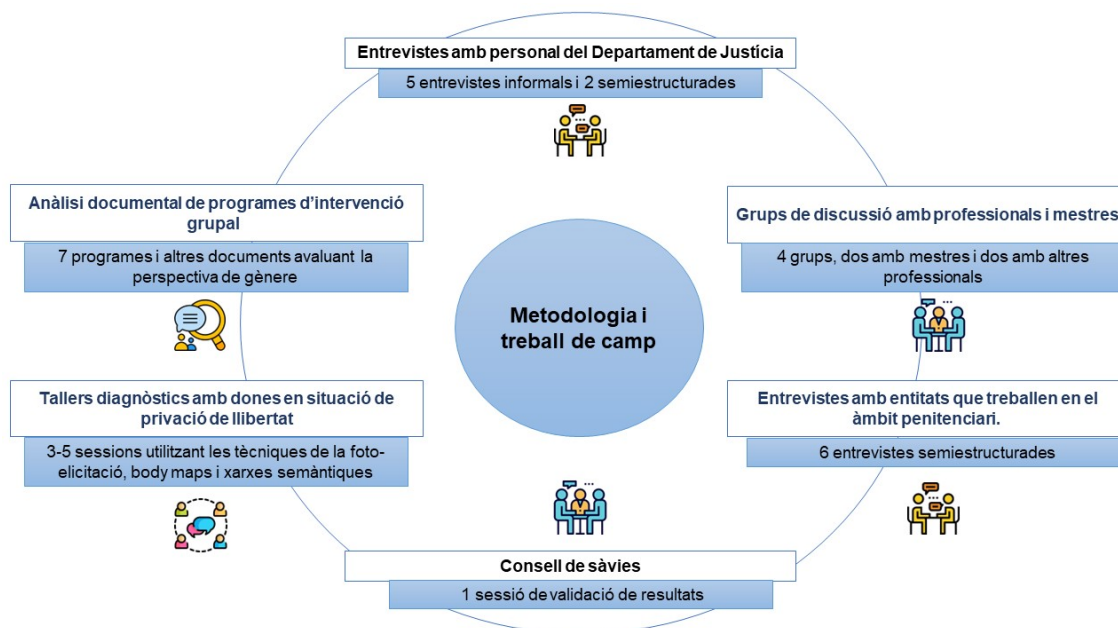 Entrevistes amb personal del Departament de Justícia
5 entrevistes informals i 2 semiestructurades
Anàlisi documental de programes d'intervenció
grupal
7 programes i altres documents avaluant la
perspectiva de gènere
Grups de discussió amb professionals i mestres
4 grups, dos amb mestres i dos amb altres
professionals
Metodologia i
treball de camp
Tallers diagnòstics amb dones en situació de
privació de llibertat
3-5 sessions utilitzant les tècniques de la foto-
elicitació, body maps i xarxes semàntiques
Entrevistes amb entitats que treballen en el
àmbit penitenciari.
6 entrevistes semiestructurades
Consell de sàvies
1 sessió de validació de resultats